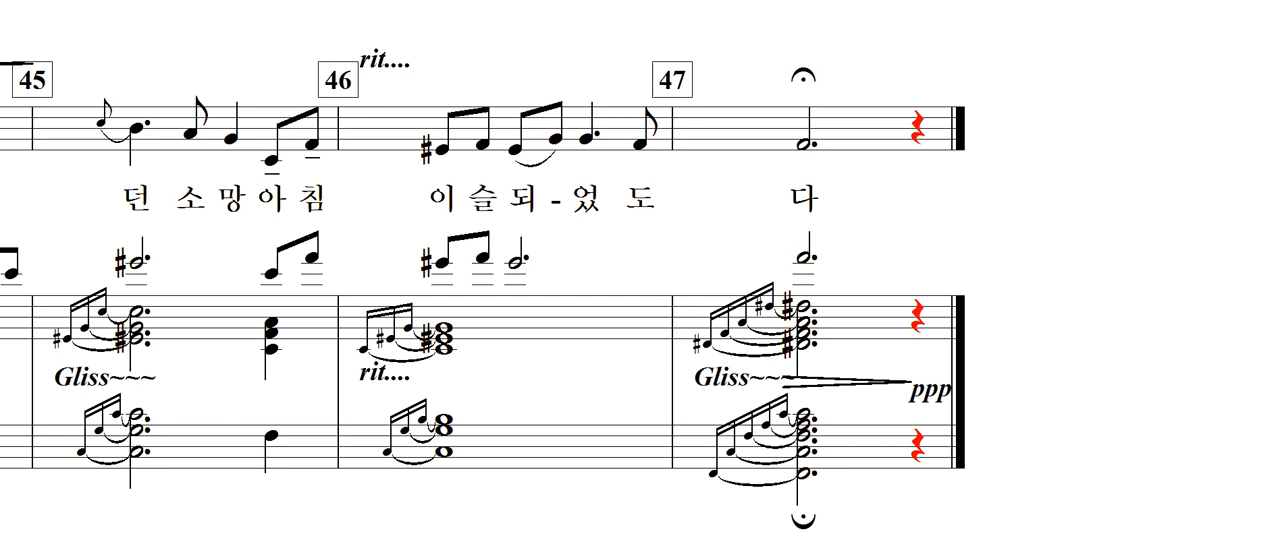 rit....
45 46 47
던 소 망 아 침 이 슬 되 - 었 도 다
Gliss~~~ rit.... Gliss~~~
ppp